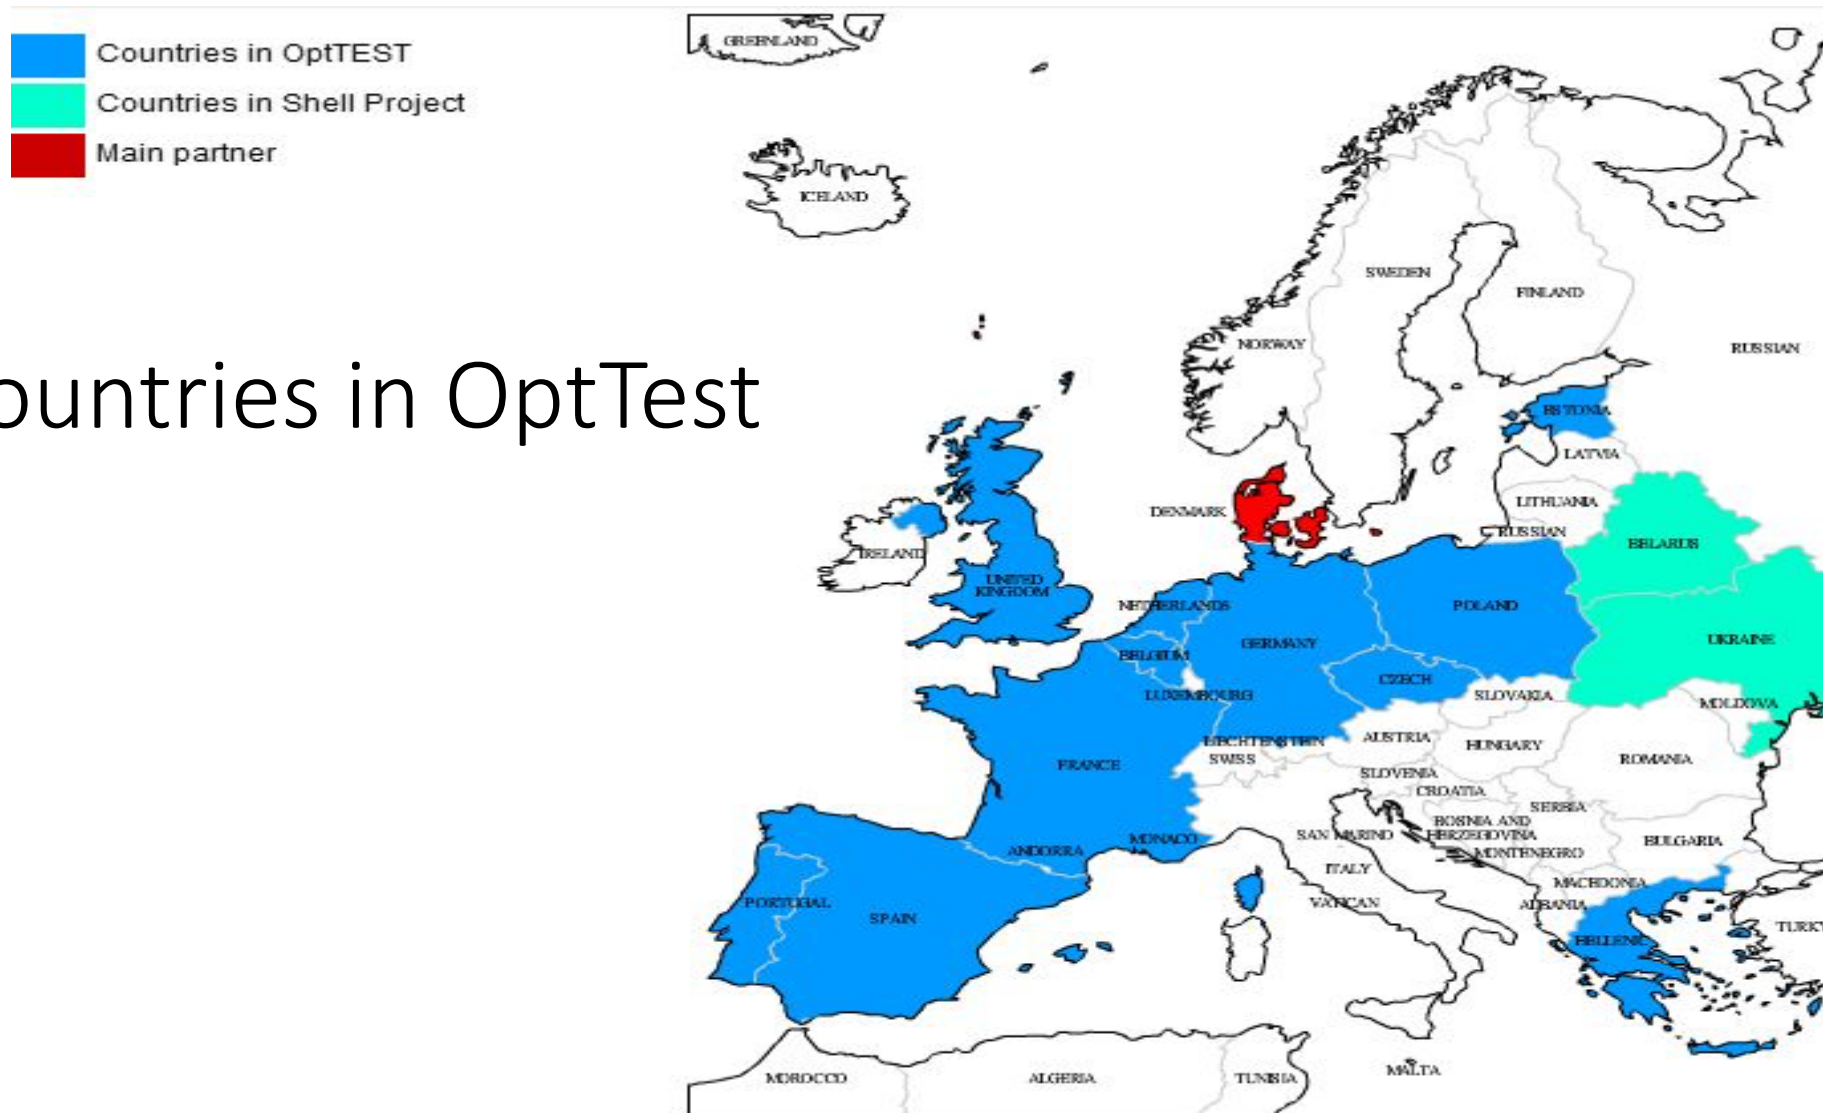 Countries in OptTEST
Countries in Shell Project
Main partner
ountries in OptTest
GREENLAND
ICELAND
SWEDEN
FINLAND
NORWAY
RUSSIAN
ESTONIA
LATVIA
LITHUANIA
RUSSIAN
DENMARK
BELARUS
IRELAND
UNITED
KINGDOM
NETHERLANDS
POLAND
GERMANY
UKRAINE
BELGIUM
CZECH
LUXEMBOURG
SLOVAKIA
MOLDOVA
LIECHTENSTEIN
AUSTRIA
HUNGARY
SWISS
FRANCE
ROMANIA
SLOVENIA
CROATIA
SERBIA
BOSNIA AND
HERZEGOVINA
SAN MARINO
MONACO
BULGARIA
ANDORRA
MONTENEGRO
ITALY
MACEDONIA
VATICAN
ALBANIA
PORTUGAL
SPAIN
TURKY
HELLENIC
MOROCCO
ALGERIA
TUNISIA
MALTA